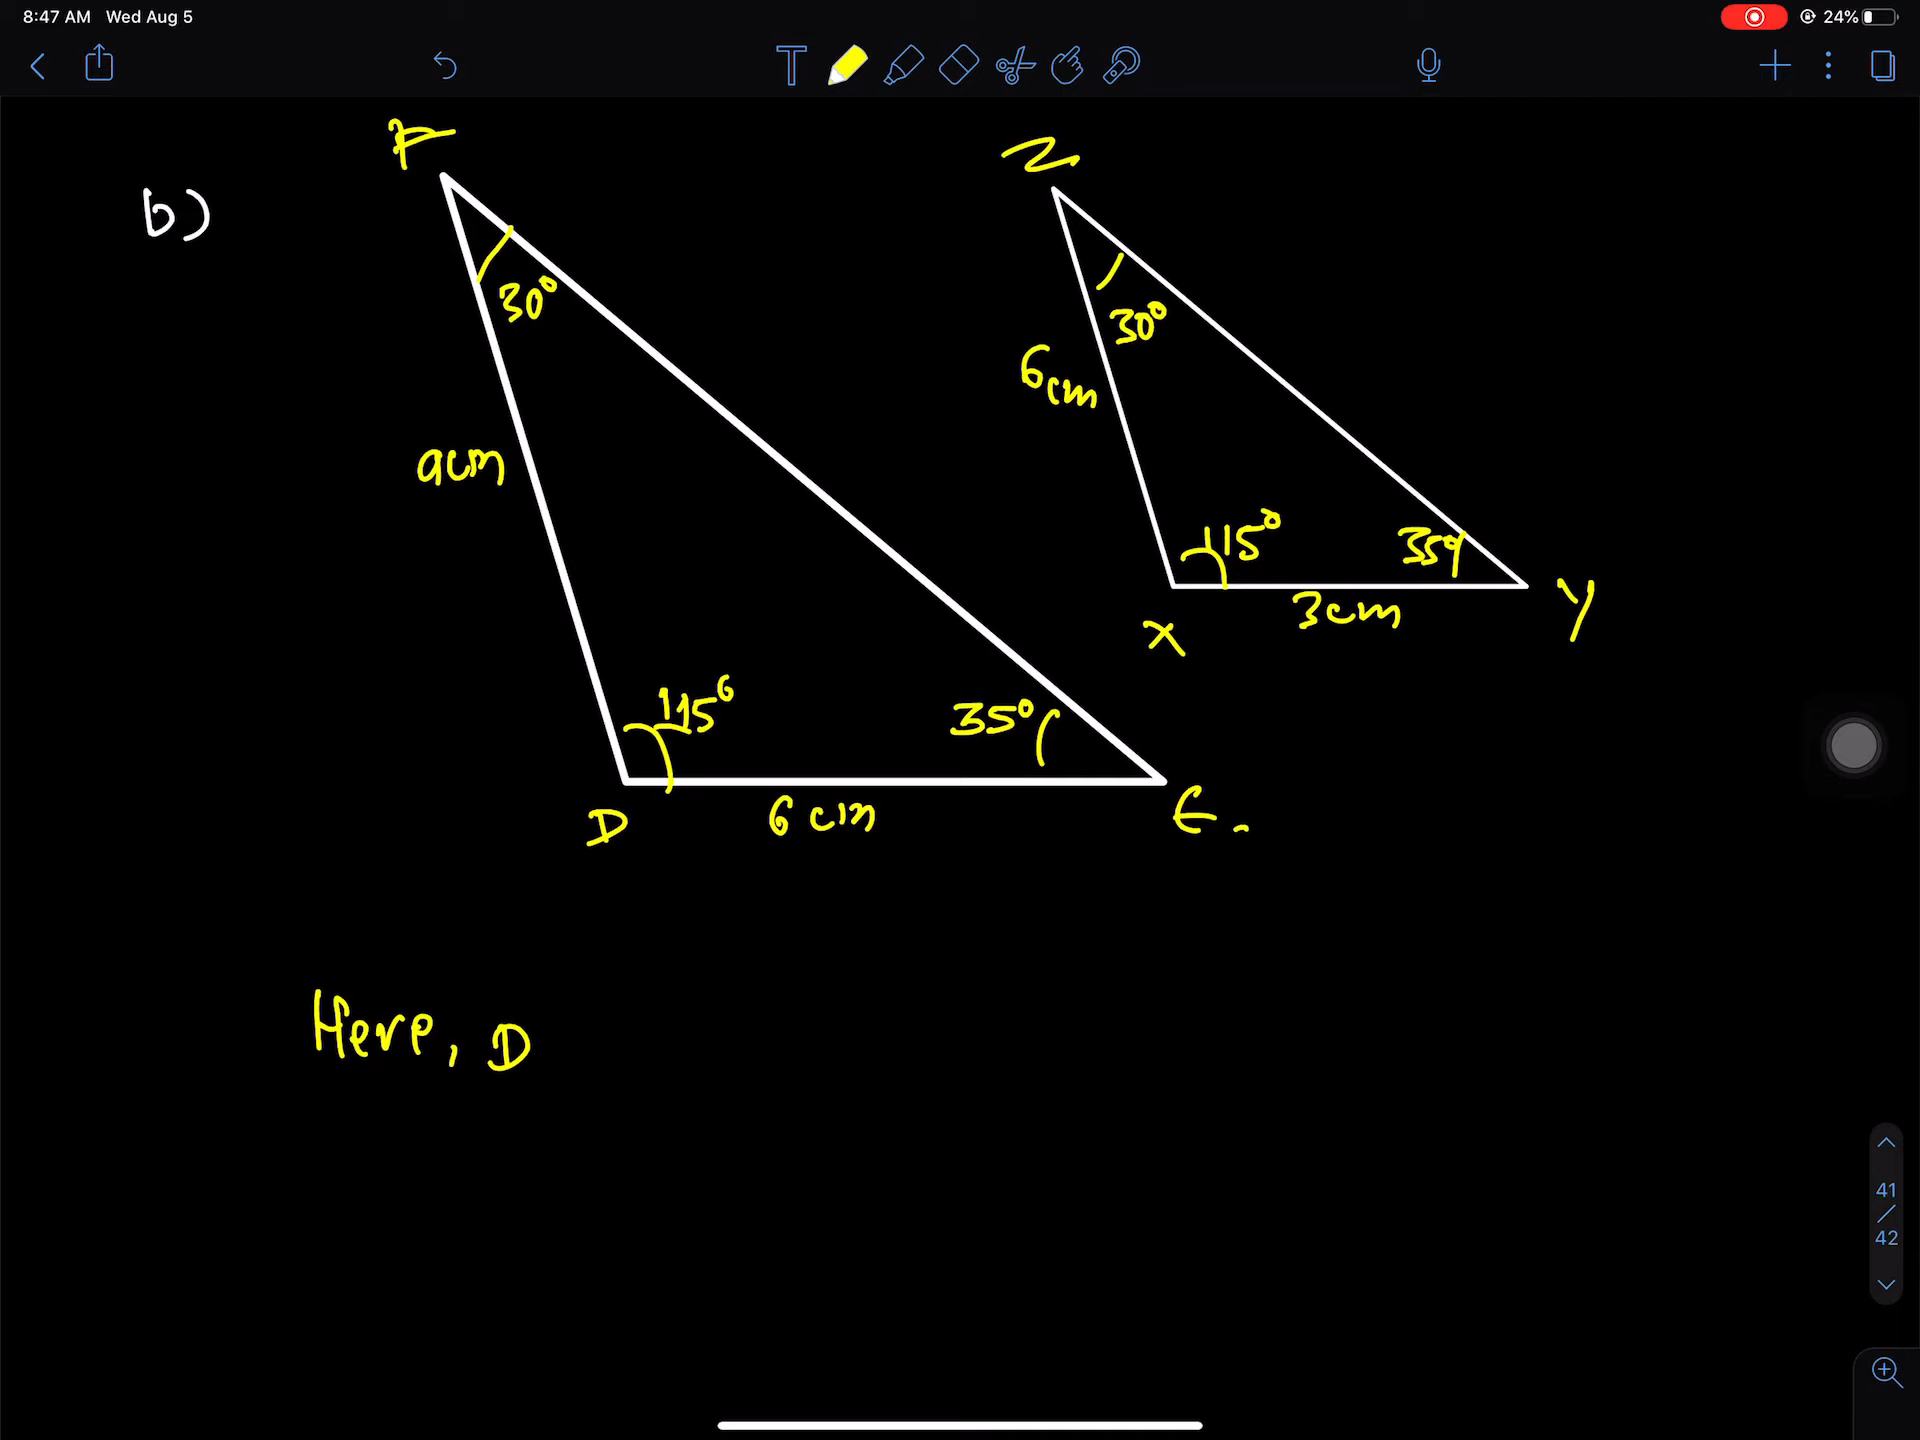 8:47 AM Wed Aug 5
24%
T
b)
F
Z
30°
30°
6cm
9cm
115°
35°
3cm
X
Y
115°
35°
D
6 cm
E.
Here, D
41
/
42